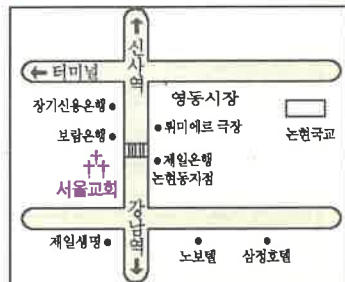 신사역
← 터미널
장기신용은행
영동시장
보람은행
뤼미에르 극장
논현국교
제일은행
논현동지점
서울교회
강남역
제일생명
노보텔
삼정호텔